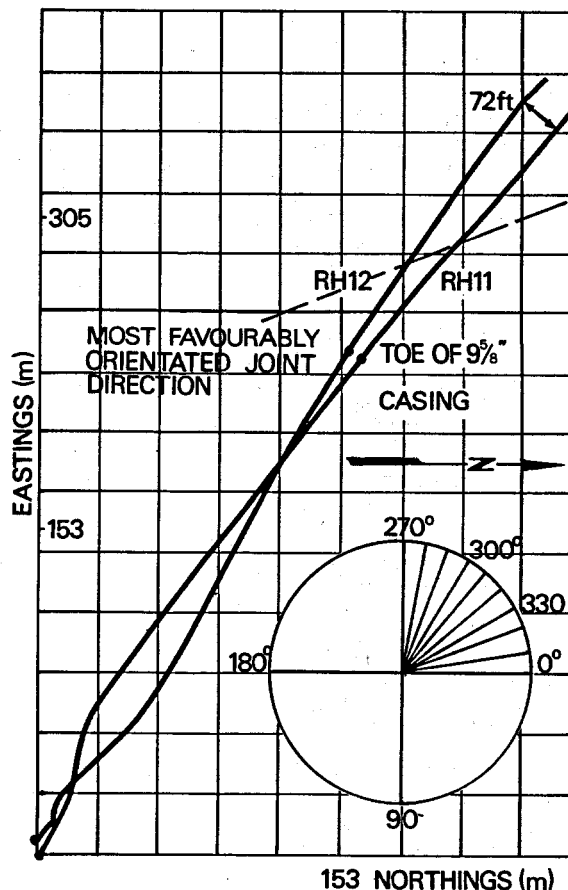 72ft
305
RH12
RH11
MOST FAVOURABLY
ORIENTATED JOINT
DIRECTION
TOE OF 9⅝"
CASING
EASTINGS (m)
N
153
270°
300°
330
180°
0°
90
153 NORTHINGS (m)